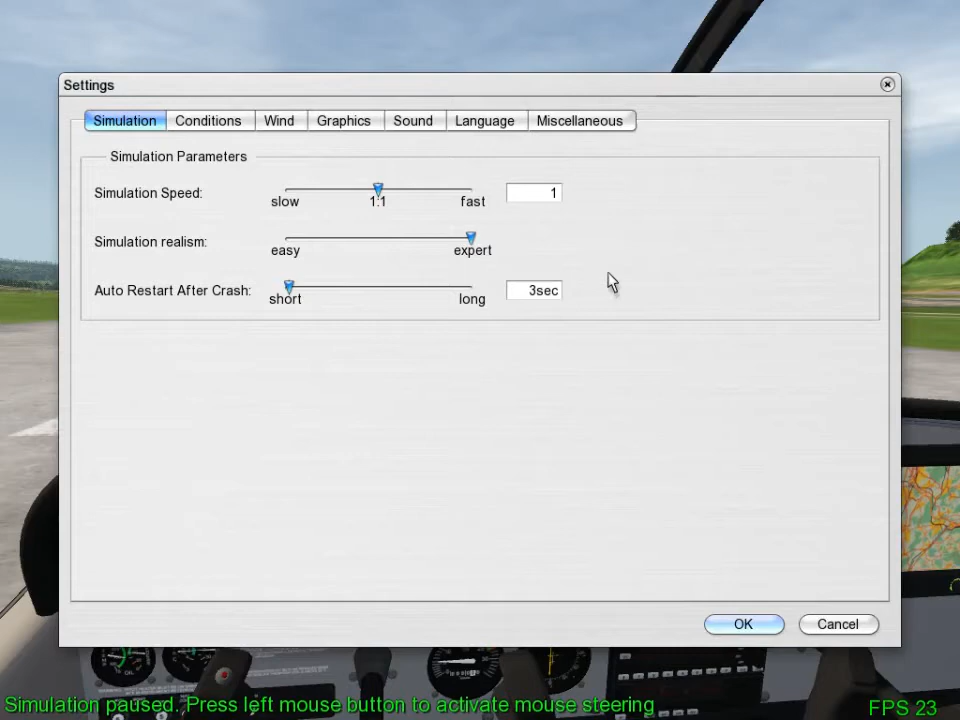 Settings
Simulation Conditions Wind Graphics Sound Language Miscellaneous
Simulation Parameters
Simulation Speed: 1
slow 1:1 fast
Simulation realism:
easy expert
Auto Restart After Crash: 3sec
short long
OK Cancel
Simulation paused. Press left mouse button to activate mouse steering FPS 23